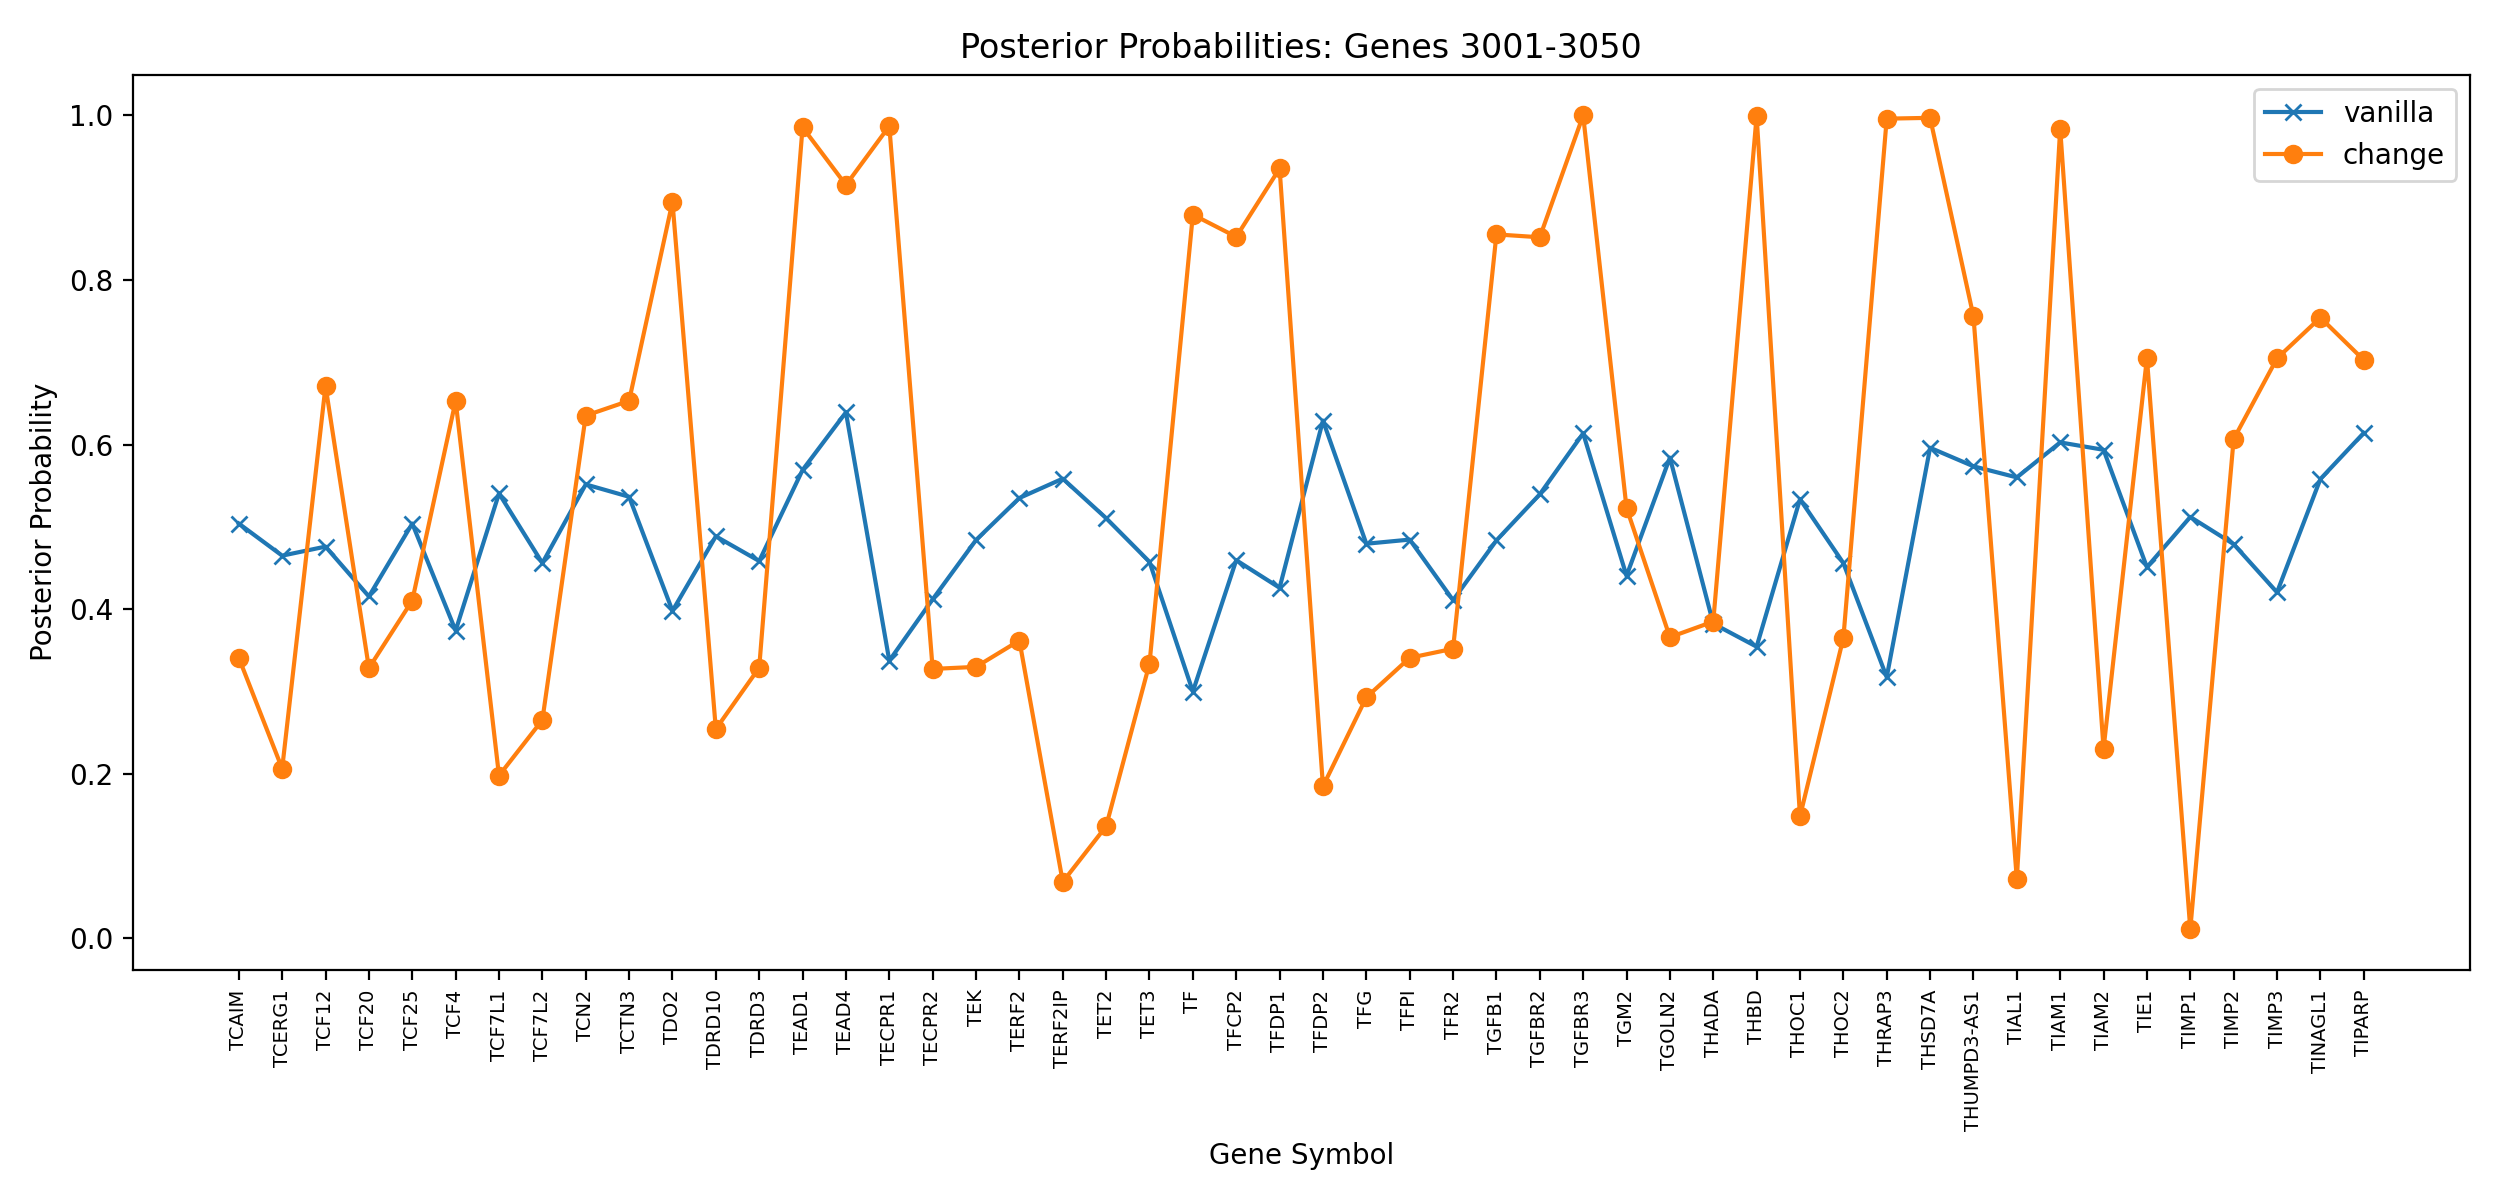 Posterior Probabilities: Genes 3001-3050
vanilla
change
Posterior Probability
1.0
0.8
0.6
0.4
0.2
0.0
TCAIM
TCERG1
TCF12
TCF20
TCF25
TCF4
TCF7L1
TCF7L2
TCN2
TCTN3
TDO2
TDRD10
TDRD3
TEAD1
TEAD4
TECPR1
TECPR2
TEK
TERF2
TERF2IP
TET2
TET3
TF
TFCP2
TFDP1
TFDP2
TFG
TFPI
TFR2
TGFB1
TGFBR2
TGFBR3
TGM2
TGOLN2
THADA
THBD
THOC1
THOC2
THRAP3
THSD7A
THUMPD3-AS1
TIAL1
TIAM1
TIAM2
TIE1
TIMP1
TIMP2
TIMP3
TINAGL1
TIPARP
Gene Symbol